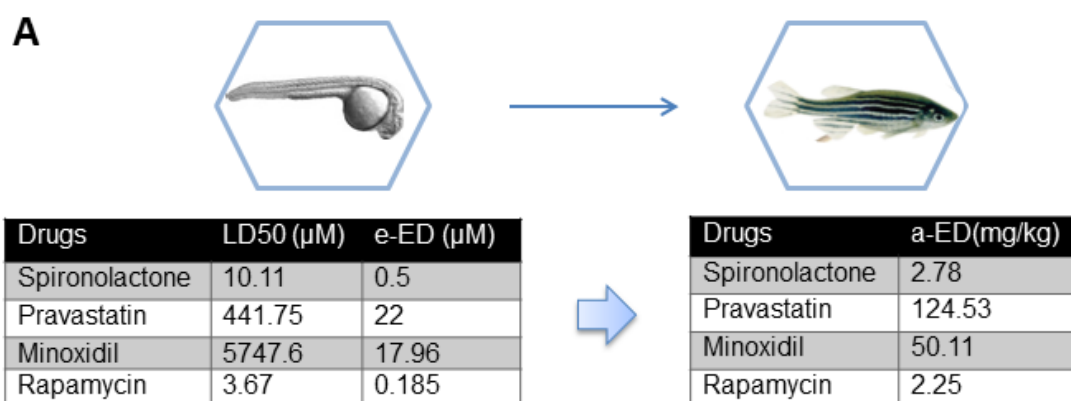 A
Drugs LD50 (µM) e-ED (µM)
Spironolactone 10.11 0.5
Pravastatin 441.75 22
Minoxidil 5747.6 17.96
Rapamycin 3.67 0.185
Drugs a-ED(mg/kg)
Spironolactone 2.78
Pravastatin 124.53
Minoxidil 50.11
Rapamycin 2.25